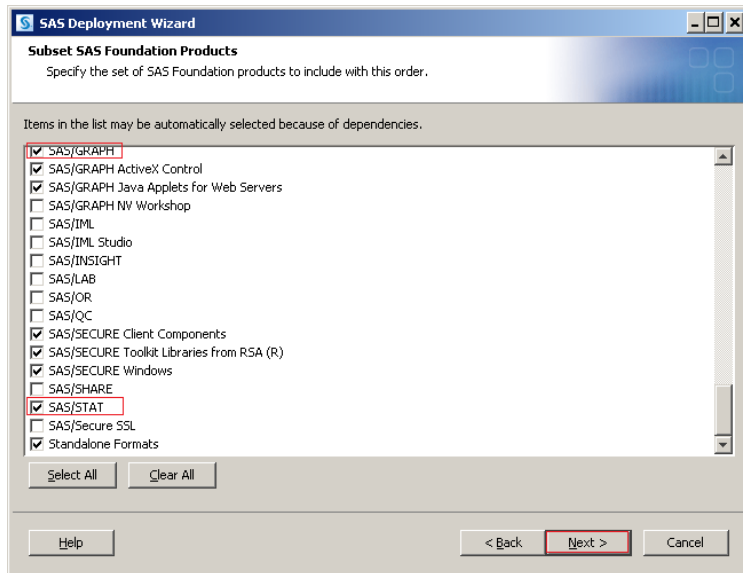 SAS Deployment Wizard
Subset SAS Foundation Products
Specify the set of SAS Foundation products to include with this order.
Items in the list may be automatically selected because of dependencies.
SAS/GRAPH
SAS/GRAPH ActiveX Control
SAS/GRAPH Java Applets for Web Servers
SAS/GRAPH NV Workshop
SAS/IML
SAS/IML Studio
SAS/INSIGHT
SAS/LAB
SAS/OR
SAS/QC
SAS/SECURE Client Components
SAS/SECURE Toolkit Libraries from RSA (R)
SAS/SECURE Windows
SAS/SHARE
SAS/STAT
SAS/Secure SSL
Standalone Formats
Select All Clear All
Help < Back Next > Cancel